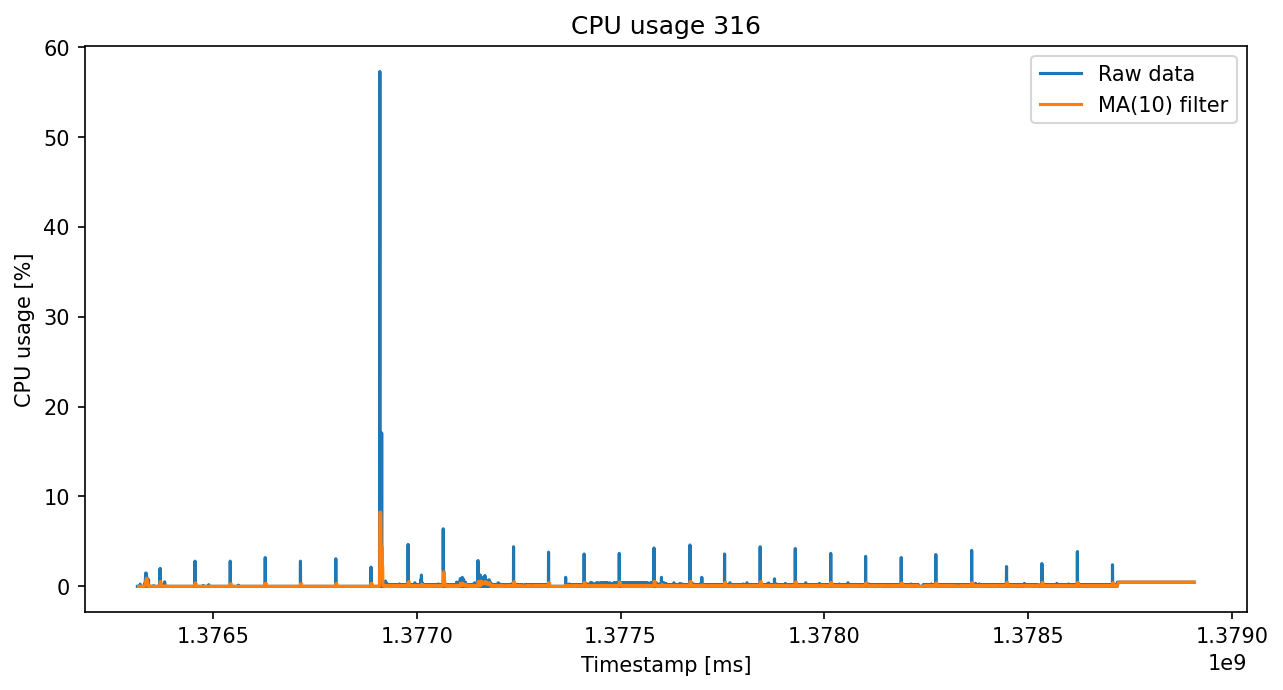 CPU usage 316
60
50
40
30
20
10
0
CPU usage [%]
Raw data
MA(10) filter
1.3765 1.3770 1.3775 1.3780 1.3785 1.3790
1e9
Timestamp [ms]